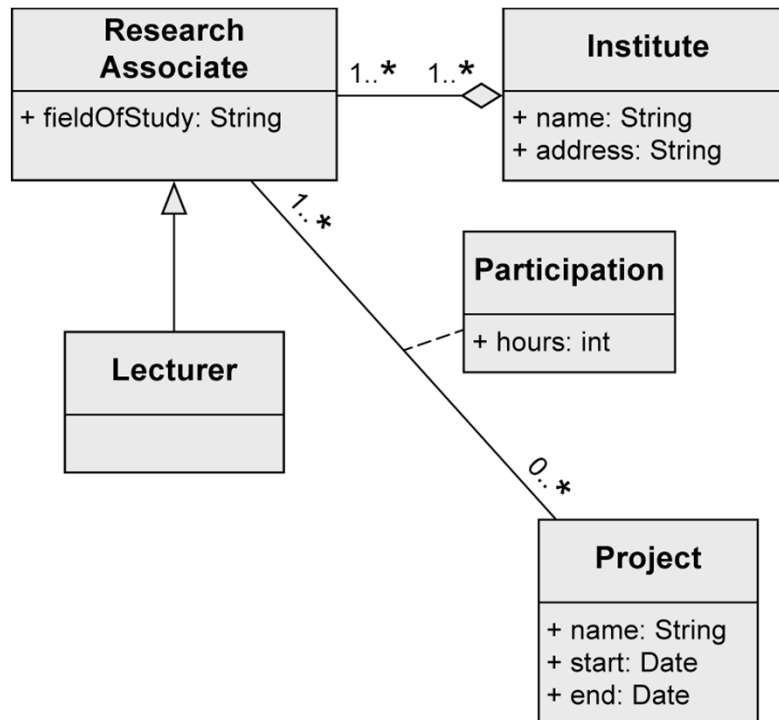 Research
Associate
+ fieldOfStudy: String
1..*
1..*
Institute
+ name: String
+ address: String
1..*
Participation
+ hours: int
Lecturer
0..*
Project
+ name: String
+ start: Date
+ end: Date